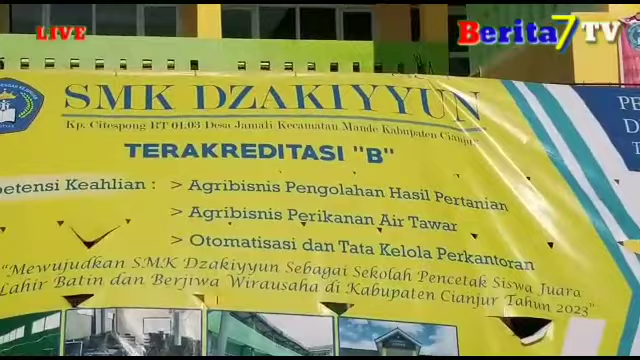 LIVE
Berita7TV
SMK DZAKIYYUN
Kp. Citespong RT 01.03 Desa Jamali Kecamatan Mande Kabupaten Cianjur
TERAKREDITASI "B"
petensi Keahlian :
> Agribisnis Pengolahan Hasil Pertanian
> Agribisnis Perikanan Air Tawar
> Otomatisasi dan Tata Kelola Perkantoran
"Mewujudkan SMK Dzakiyyun Sebagai Sekolah Pencetak Siswa Juara
Lahir Batin dan Berjiwa Wirausaha di Kabupaten Cianjur Tahun 2023"